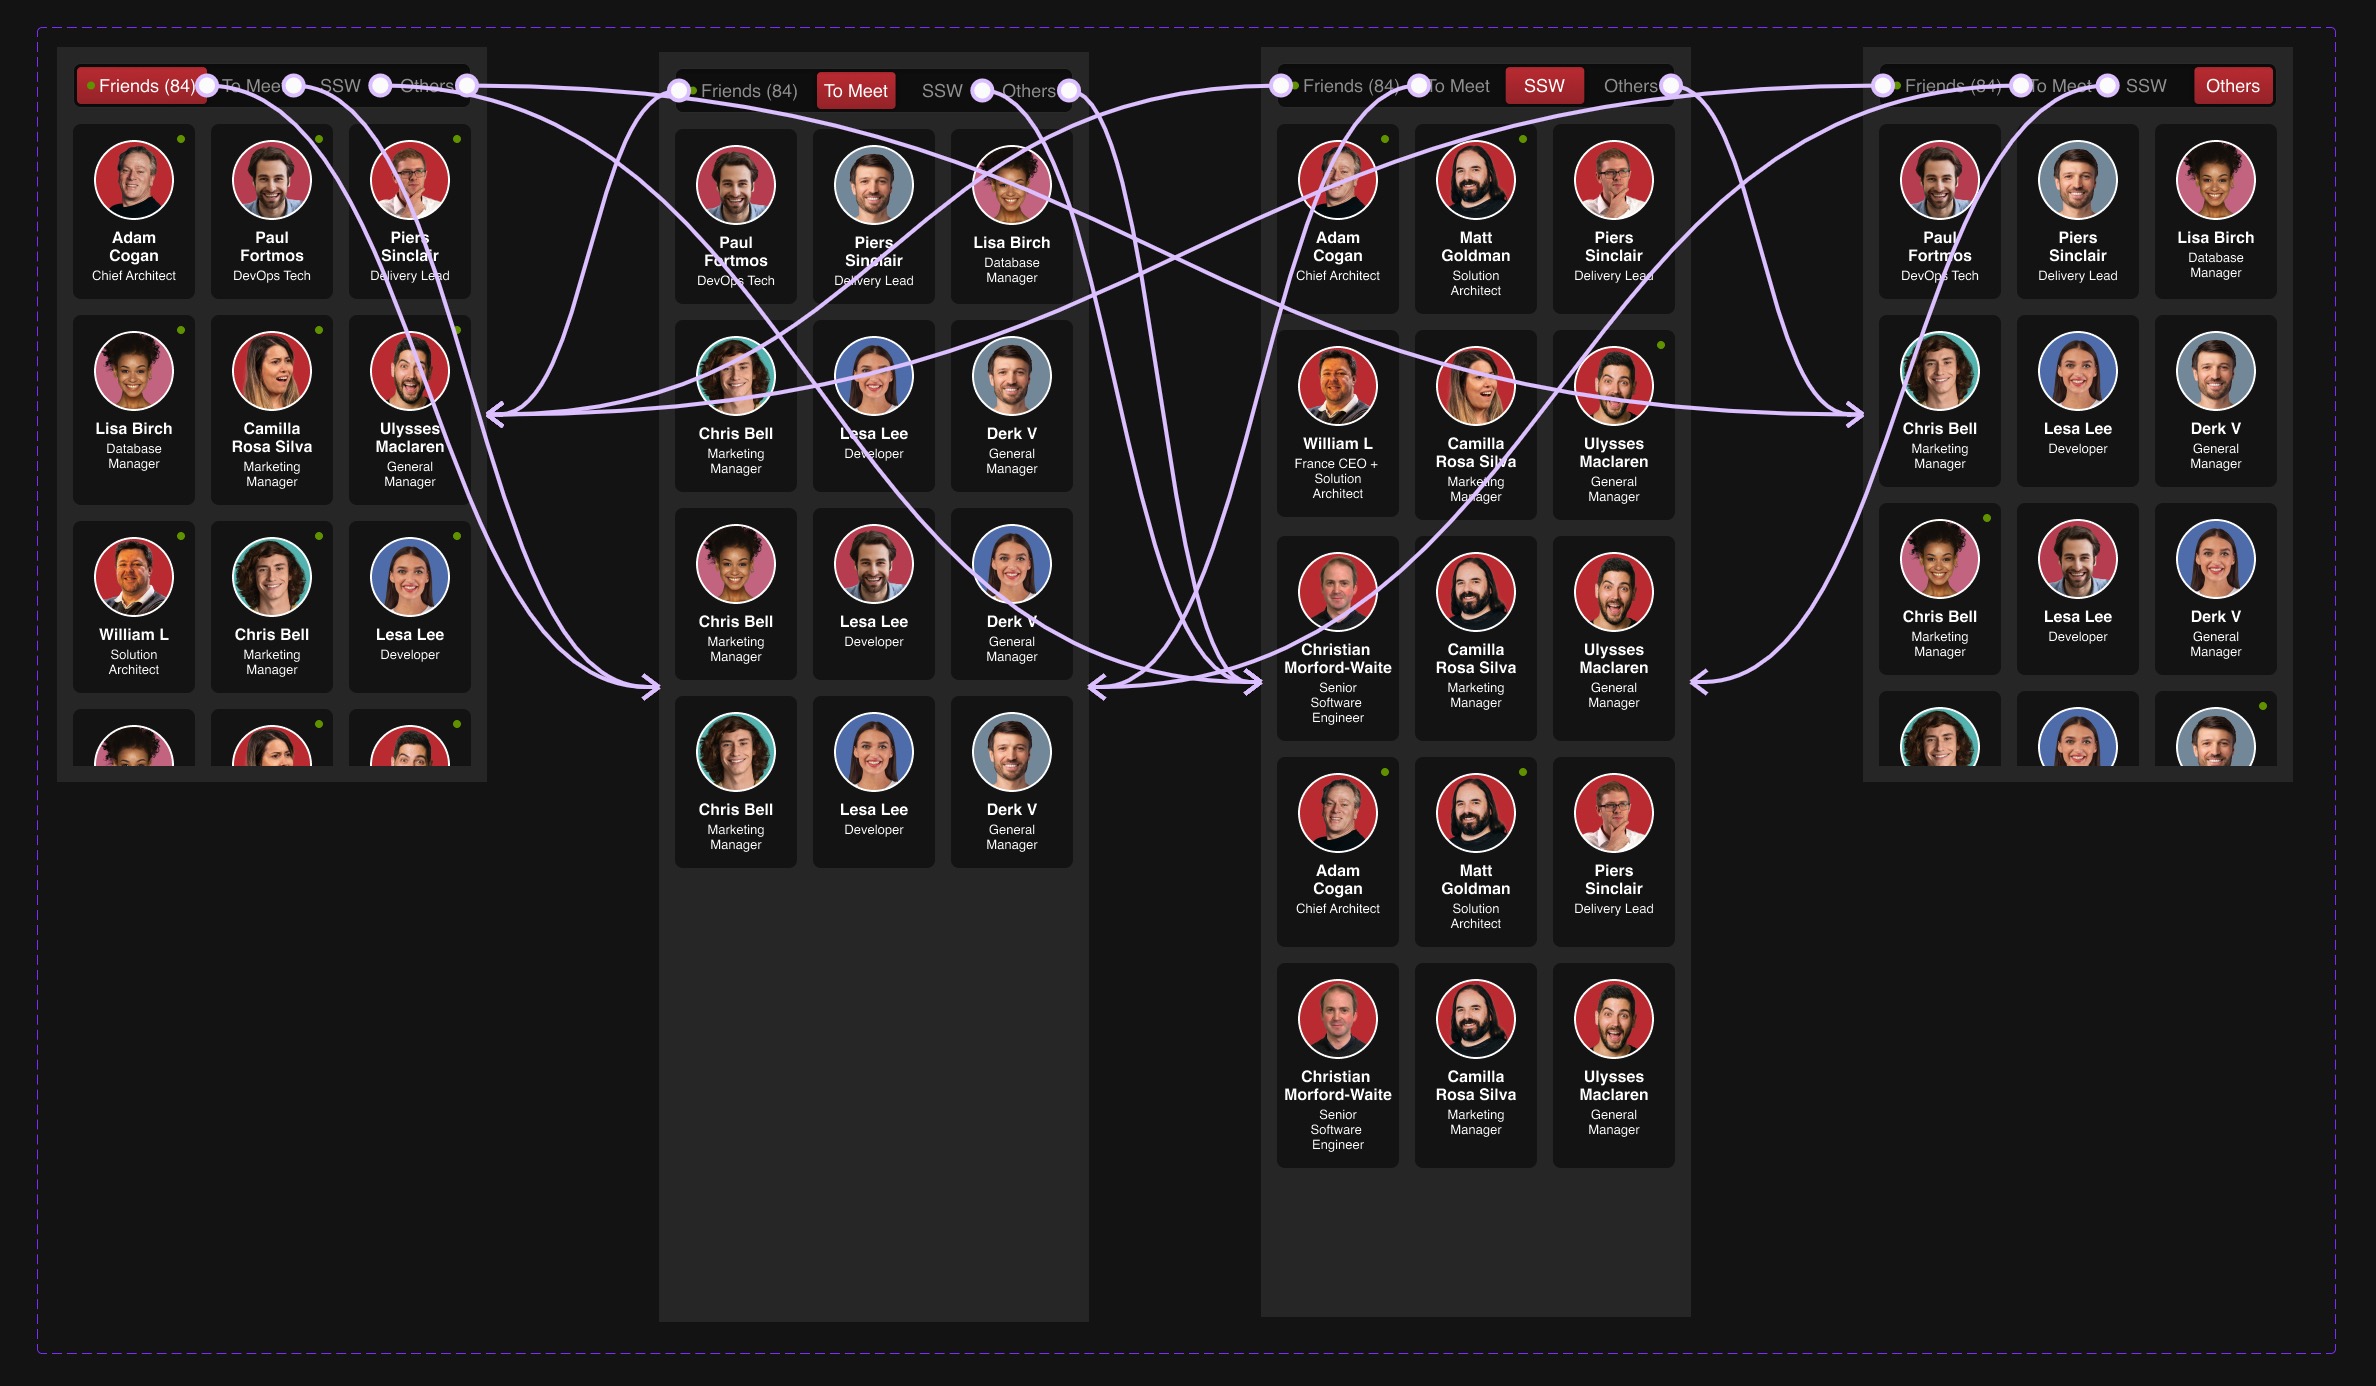 Friends (84) To Meet SSW Others
Adam
Cogan
Chief Architect
Paul
Fortmos
DevOps Tech
Piers
Sinclair
Delivery Lead
Lisa Birch
Database
Manager
Camilla
Rosa Silva
Marketing
Manager
Ulysses
Maclaren
General
Manager
William L
Solution
Architect
Chris Bell
Marketing
Manager
Lesa Lee
Developer
Friends (84) To Meet SSW Others
Paul
Fortmos
DevOps Tech
Piers
Sinclair
Delivery Lead
Lisa Birch
Database
Manager
Chris Bell
Marketing
Manager
Lesa Lee
Developer
Derk V
General
Manager
Chris Bell
Marketing
Manager
Lesa Lee
Developer
Derk V
General
Manager
Chris Bell
Marketing
Manager
Lesa Lee
Developer
Derk V
General
Manager
Friends (84) To Meet SSW Others
Adam
Cogan
Chief Architect
Matt
Goldman
Solution
Architect
Piers
Sinclair
Delivery Lead
William L
France CEO +
Solution
Architect
Camilla
Rosa Silva
Marketing
Manager
Ulysses
Maclaren
General
Manager
Christian
Morford-Waite
Senior
Software
Engineer
Camilla
Rosa Silva
Marketing
Manager
Ulysses
Maclaren
General
Manager
Adam
Cogan
Chief Architect
Matt
Goldman
Solution
Architect
Piers
Sinclair
Delivery Lead
Christian
Morford-Waite
Senior
Software
Engineer
Camilla
Rosa Silva
Marketing
Manager
Ulysses
Maclaren
General
Manager
Friends (84) To Meet SSW Others
Paul
Fortmos
DevOps Tech
Piers
Sinclair
Delivery Lead
Lisa Birch
Database
Manager
Chris Bell
Marketing
Manager
Lesa Lee
Developer
Derk V
General
Manager
Chris Bell
Marketing
Manager
Lesa Lee
Developer
Derk V
General
Manager